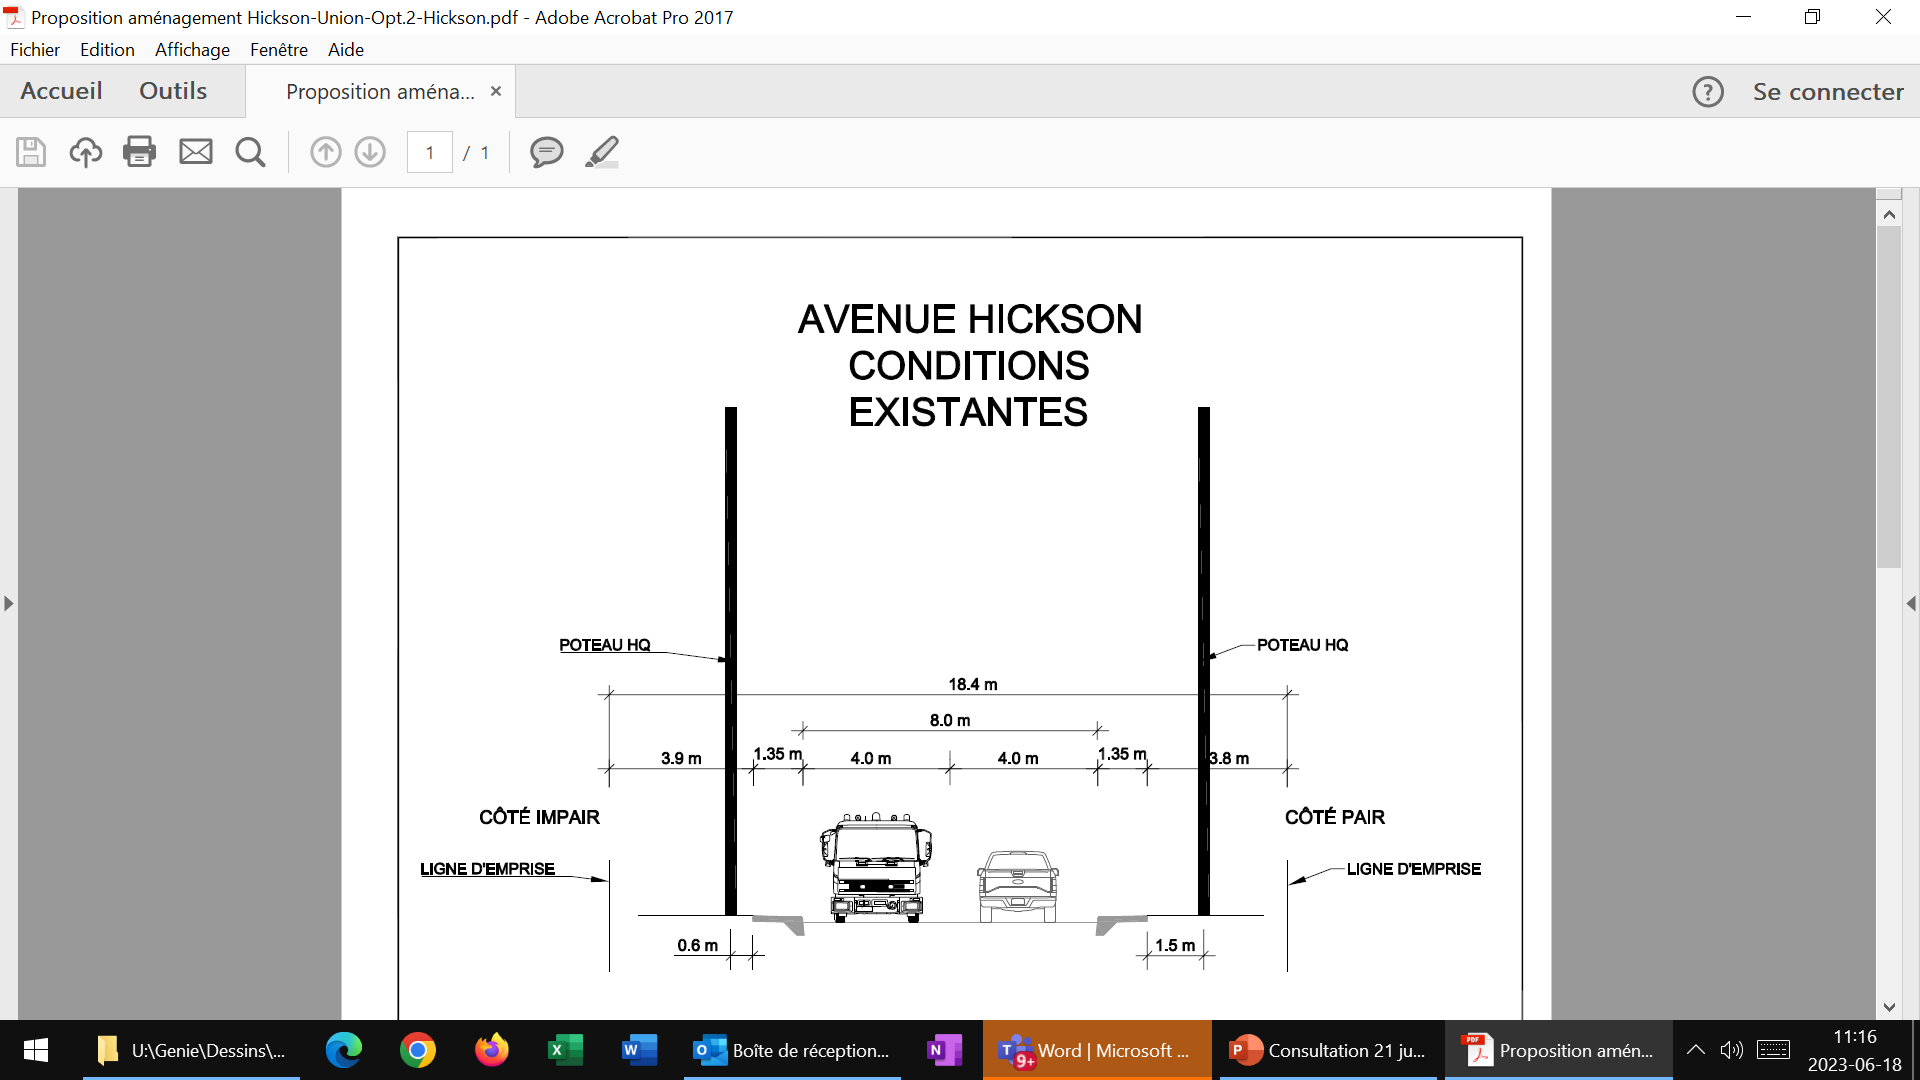 Proposition aménagement Hickson-Union-Opt.2-Hickson.pdf - Adobe Acrobat Pro 2017
Fichier Edition Affichage Fenêtre Aide
Accueil Outils Proposition aména... × ? Se connecter
1 / 1
AVENUE HICKSON
CONDITIONS
EXISTANTES
POTEAU HQ POTEAU HQ
18.4 m
8.0 m
3.9 m 1.35 m 4.0 m 4.0 m 1.35 m 3.8 m
CÔTÉ IMPAIR CÔTÉ PAIR
LIGNE D'EMPRISE LIGNE D'EMPRISE
0.6 m 1.5 m
U:\Genie\Dessins\... Boîte de réception... 9+ Word | Microsoft ... Consultation 21 ju... Proposition amén... 11:16
2023-06-18